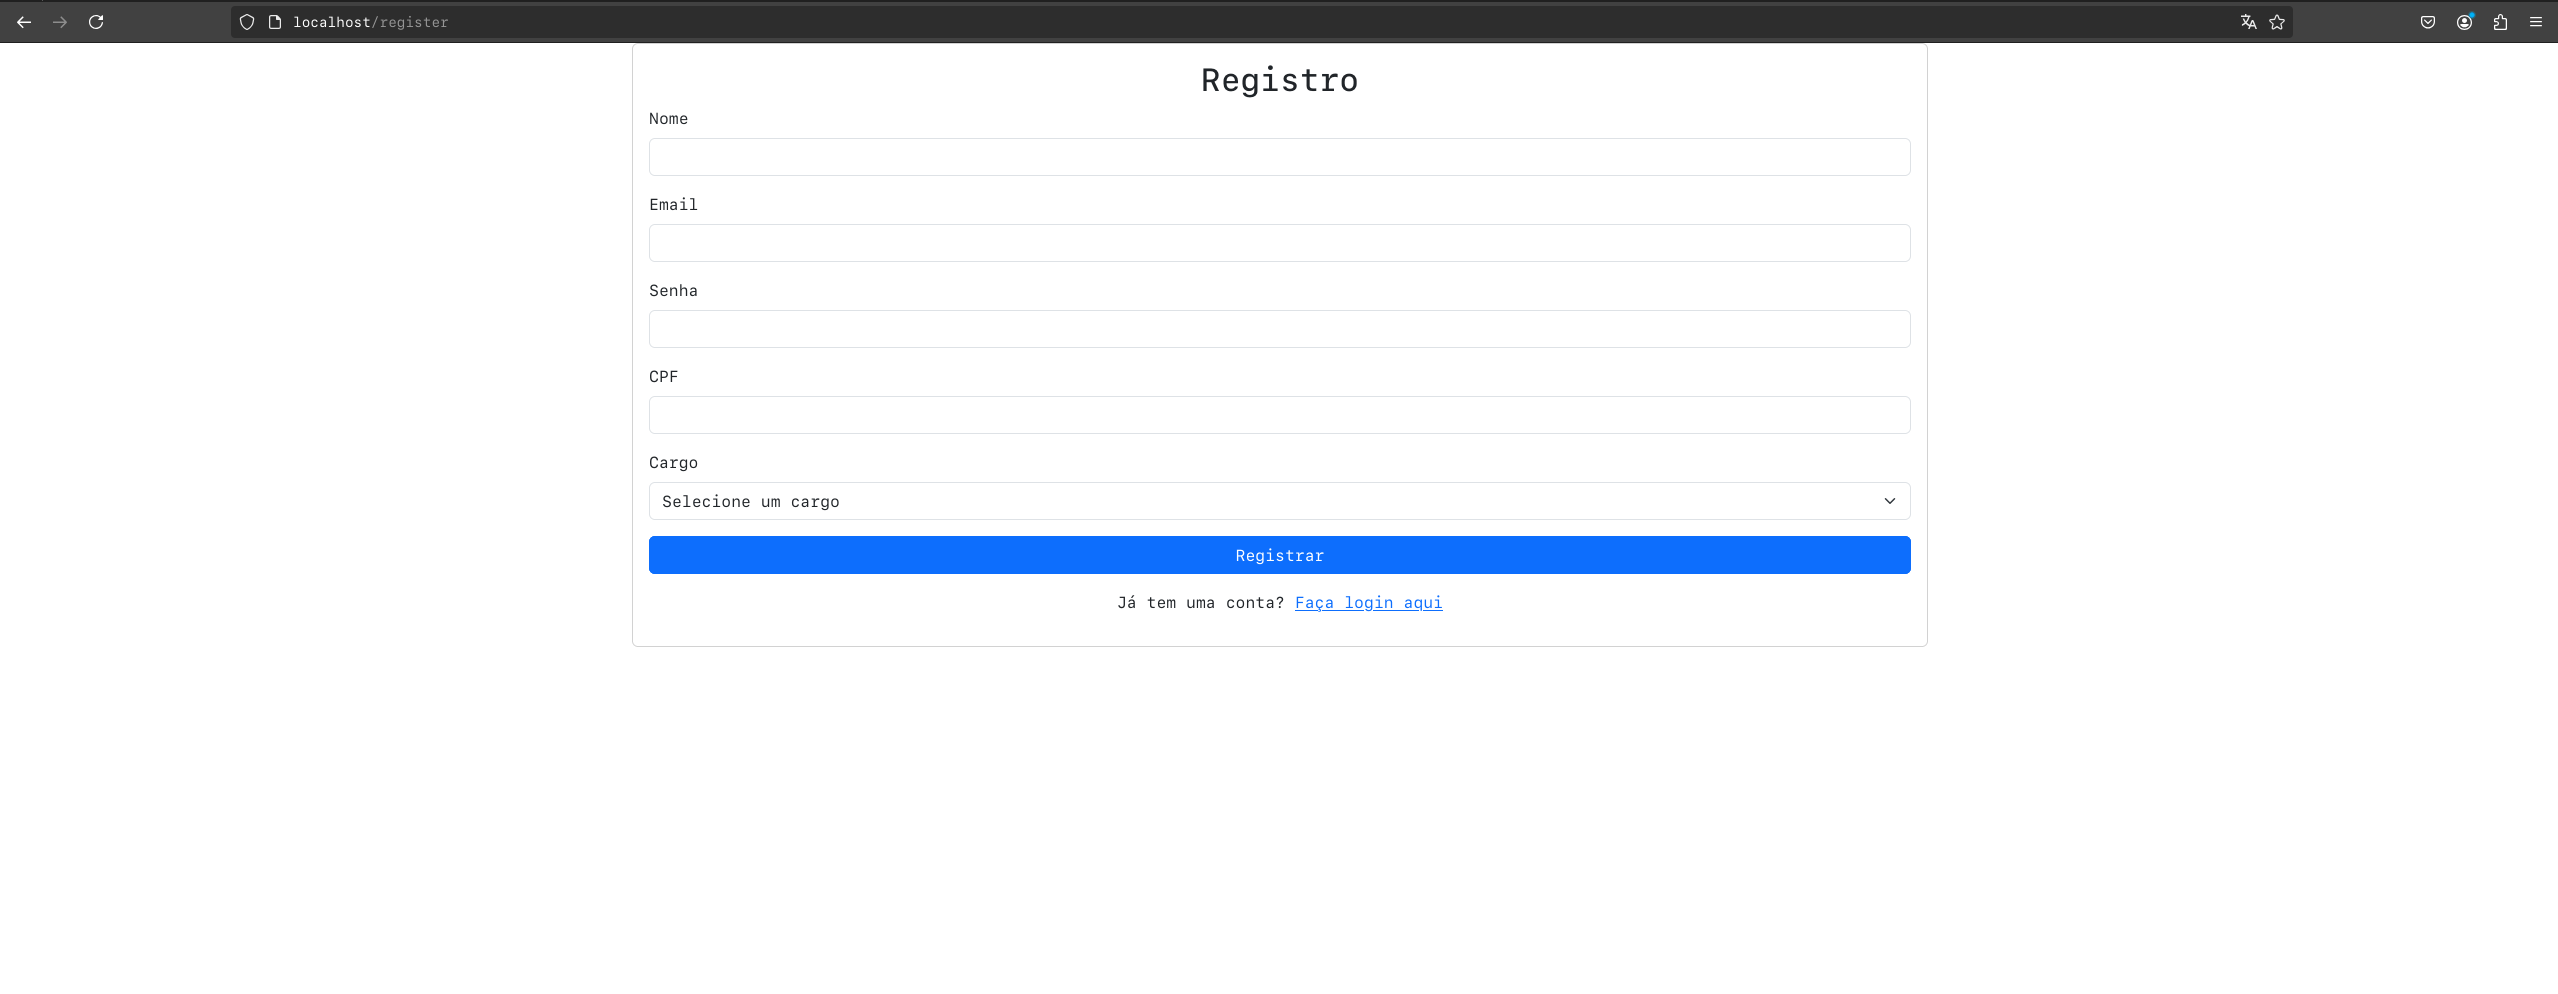 localhost/register
Registro
Nome
Email
Senha
CPF
Cargo
Selecione um cargo
Registrar
Já tem uma conta? Faça login aqui